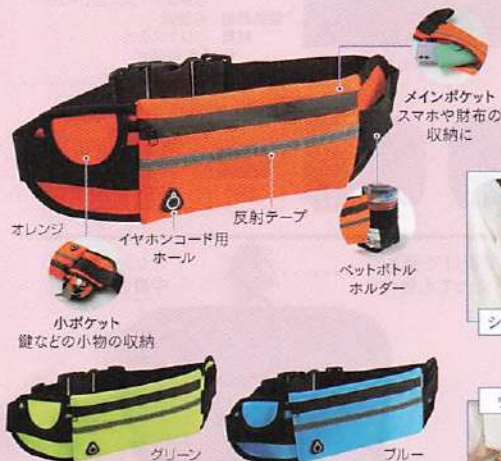 メインポケット
スマホや財布の
収納に
オレンジ
イヤホンコード用
ホール
反射テープ
ペットボトル
ホルダー
小ポケット
鍵などの小物の収納
グリーン
ブルー
シ